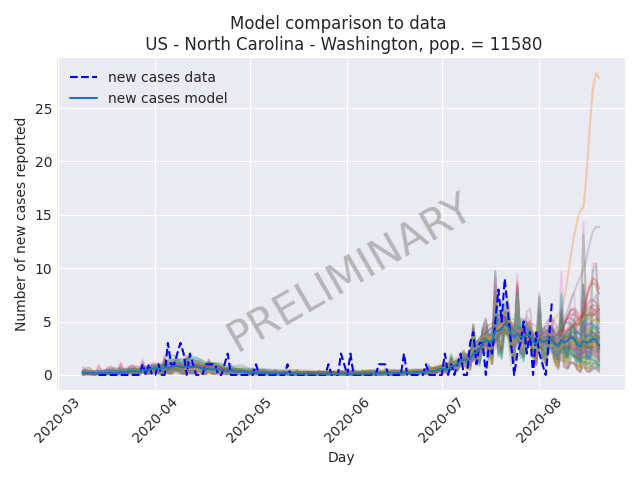 Model comparison to data
US - North Carolina - Washington, pop. = 11580
new cases data
new cases model
Number of new cases reported
25
20
15
10
5
0
PRELIMINARY
2020-03
2020-04
2020-05
2020-06
2020-07
2020-08
Day